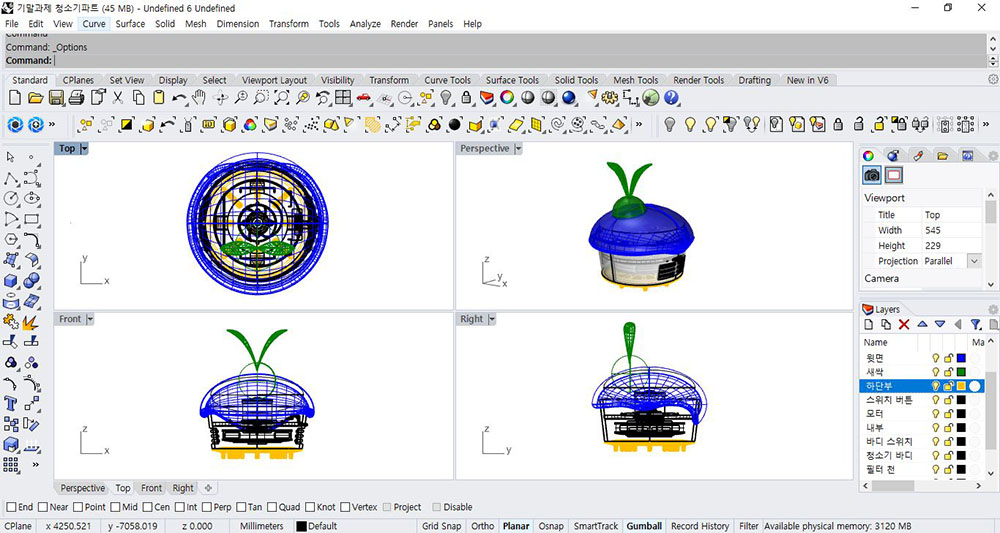 기말과제 청소기파트 (45 MB) - Undefined 6 Undefined
File Edit View Curve Surface Solid Mesh Dimension Transform Tools Analyze Render Panels Help
Command: _Options
Command:
Standard CPlanes Set View Display Select Viewport Layout Visibility Transform Curve Tools Surface Tools Solid Tools Mesh Tools Render Tools Drafting New in V6
Top
Perspective
y
x
z
y
x
Front
Right
z
x
z
y
Viewport
Title Top
Width 545
Height 229
Projection Parallel
Camera
Layers
Name Ma
윗면
새싹
하단부
스위치 버튼
모터
내부
바디 스위치
청소기 바디
필터 천
Perspective Top Front Right
End Near Point Mid Cen Int Perp Tan Quad Knot Vertex Project Disable
CPlane x 4250.521 y -7058.019 z 0.000 Millimeters Default Grid Snap Ortho Planar Osnap SmartTrack Gumball Record History Filter Available physical memory: 3120 MB